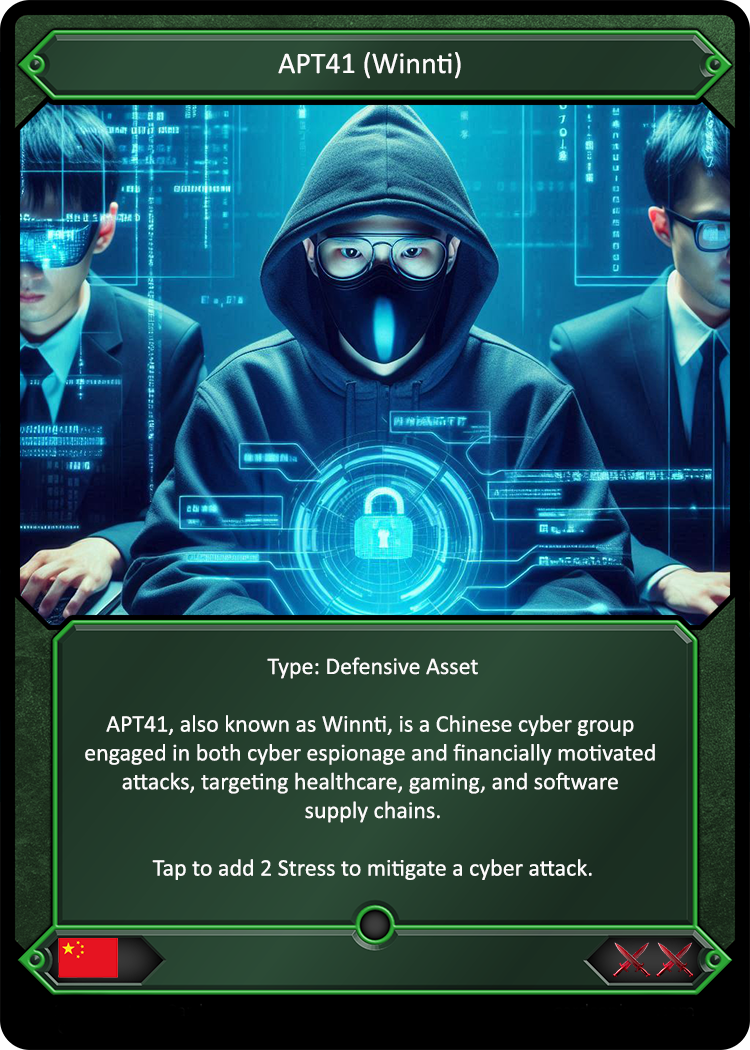 APT41 (Winnti)
Type: Defensive Asset
APT41, also known as Winnti, is a Chinese cyber group
engaged in both cyber espionage and financially motivated
attacks, targeting healthcare, gaming, and software
supply chains.
Tap to add 2 Stress to mitigate a cyber attack.